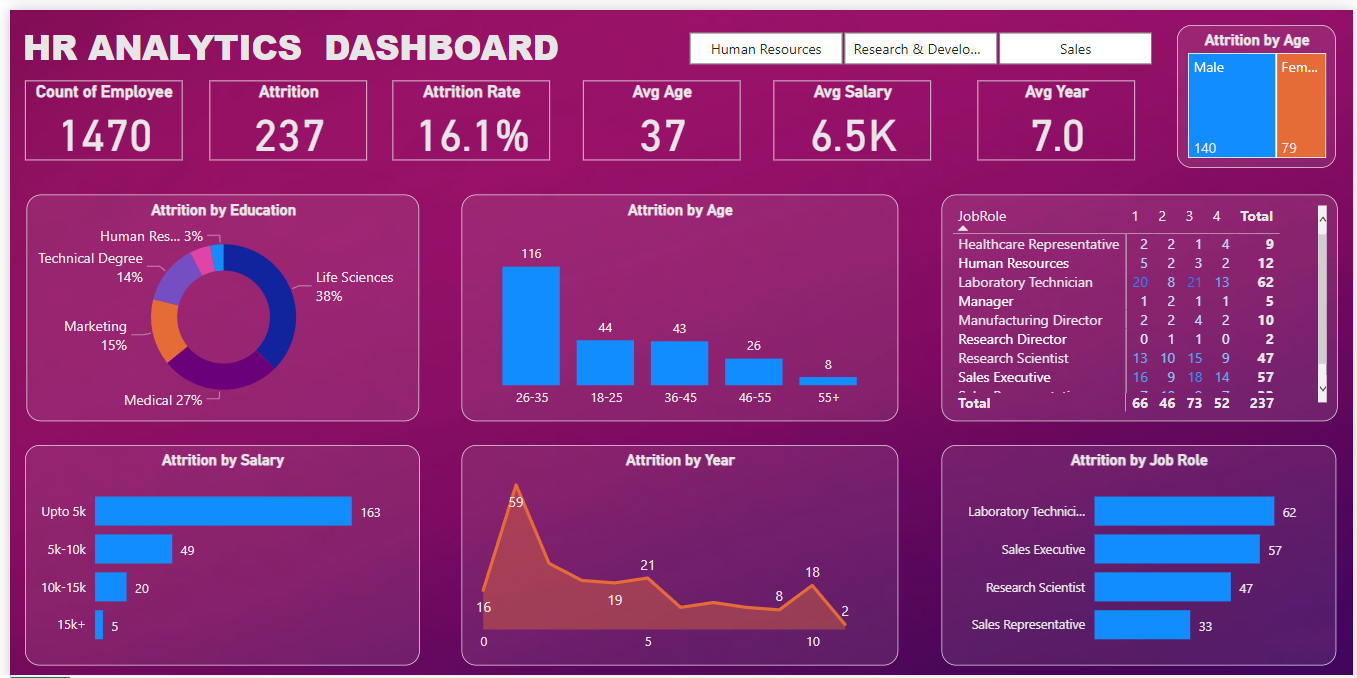 HR ANALYTICS DASHBOARD
Human Resources
Research & Develo...
Sales
Attrition by Age
Male
Fem...
140
79
Count of Employee
1470
Attrition
237
Attrition Rate
16.1%
Avg Age
37
Avg Salary
6.5K
Avg Year
7.0
Attrition by Education
Human Res... 3%
Technical Degree
14%
Life Sciences
38%
Marketing
15%
Medical 27%
Attrition by Age
116
44
43
26
8
26-35 18-25 36-45 46-55 55+
JobRole 1 2 3 4 Total
Healthcare Representative 2 2 1 4 9
Human Resources 5 2 3 2 12
Laboratory Technician 20 8 21 13 62
Manager 1 2 1 1 5
Manufacturing Director 2 2 4 2 10
Research Director 0 1 1 0 2
Research Scientist 13 10 15 9 47
Sales Executive 16 9 18 14 57
Total 66 46 73 52 237
Attrition by Salary
Upto 5k 163
5k-10k 49
10k-15k 20
15k+ 5
Attrition by Year
59
16
19
21
8
18
2
0 5 10
Attrition by Job Role
Laboratory Technici... 62
Sales Executive 57
Research Scientist 47
Sales Representative 33